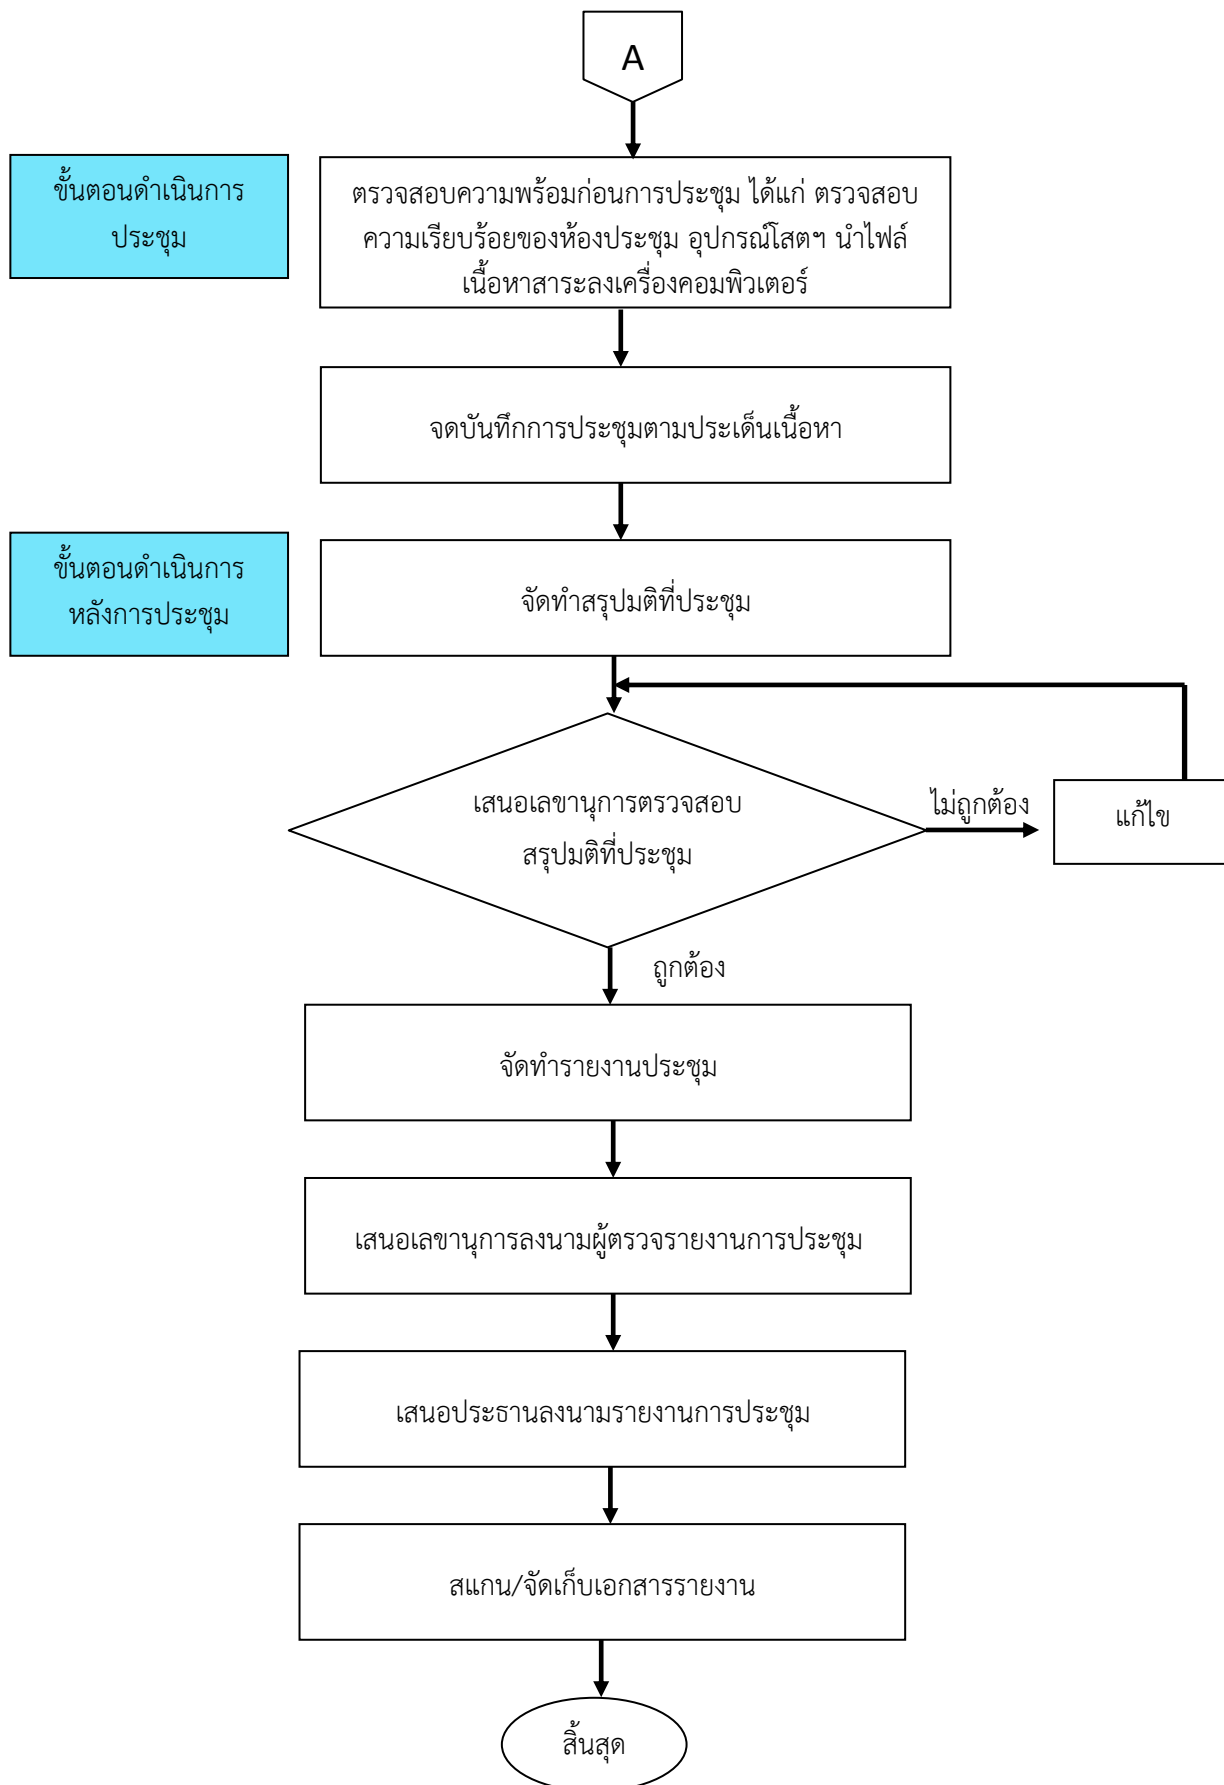 A
ขั้นตอนดำเนินการ
ประชุม
ตรวจสอบความพร้อมก่อนการประชุม ได้แก่ ตรวจสอบ
ความเรียบร้อยของห้องประชุม อุปกรณ์โสตฯ นำไฟล์
เนื้อหาสาระลงเครื่องคอมพิวเตอร์
จดบันทึกการประชุมตามประเด็นเนื้อหา
ขั้นตอนดำเนินการ
หลังการประชุม
จัดทำสรุปมติที่ประชุม
เสนอเลขานุการตรวจสอบ
สรุปมติที่ประชุม
ไม่ถูกต้อง
แก้ไข
ถูกต้อง
จัดทำรายงานประชุม
เสนอเลขานุการลงนามผู้ตรวจรายงานการประชุม
เสนอประธานลงนามรายงานการประชุม
สแกน/จัดเก็บเอกสารรายงาน
สิ้นสุด